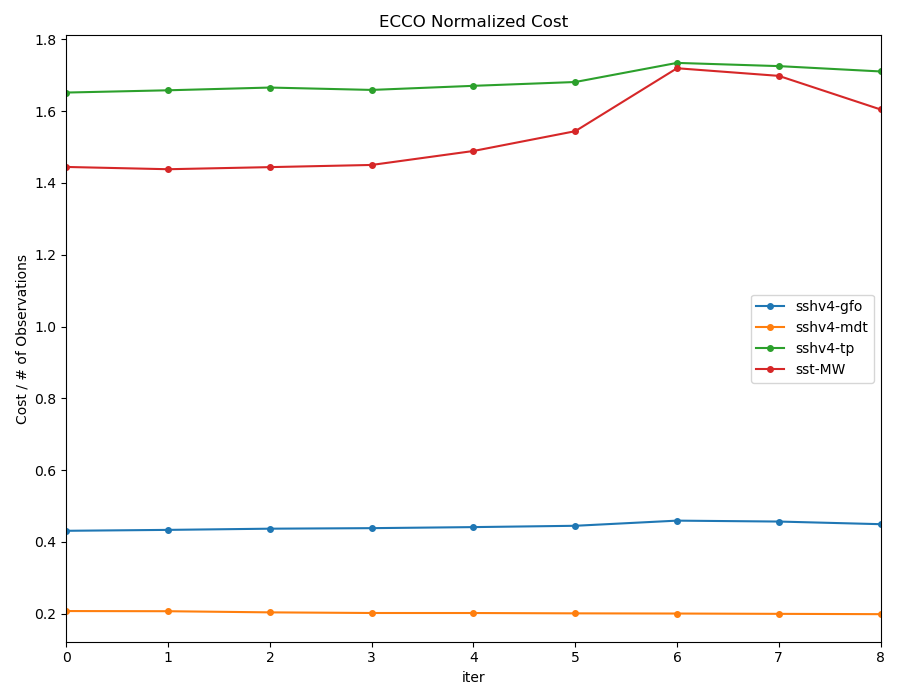 ECCO Normalized Cost
Cost / # of Observations
1.8
1.6
1.4
1.2
1.0
0.8
0.6
0.4
0.2
sshv4-gfo
sshv4-mdt
sshv4-tp
sst-MW
0 1 2 3 4 5 6 7 8
iter